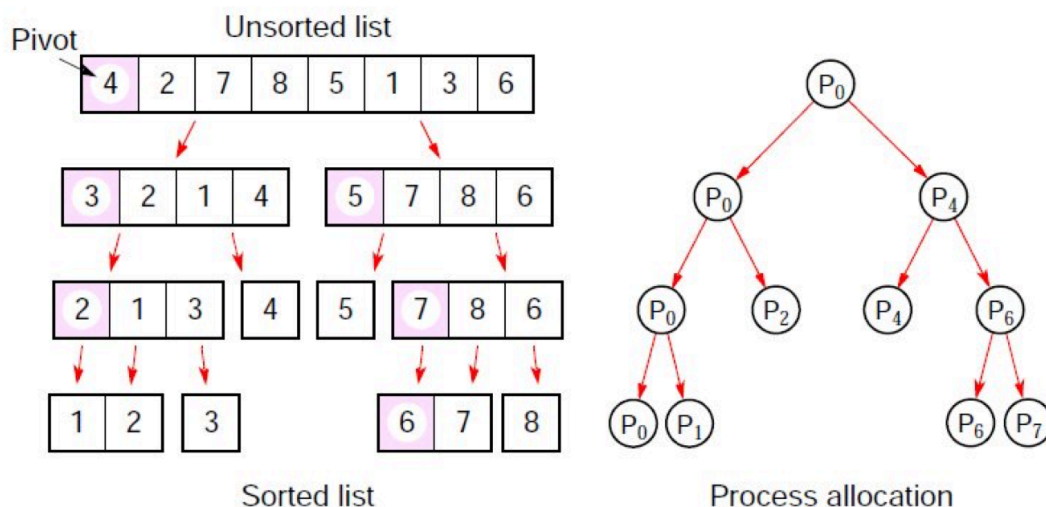 Unsorted list
Pivot
4 2 7 8 5 1 3 6
3 2 1 4 5 7 8 6
2 1 3 4 5 7 8 6
1 2 3 6 7 8
Sorted list
P0
P0 P4
P0 P2 P4 P6
P0 P1 P6 P7
Process allocation